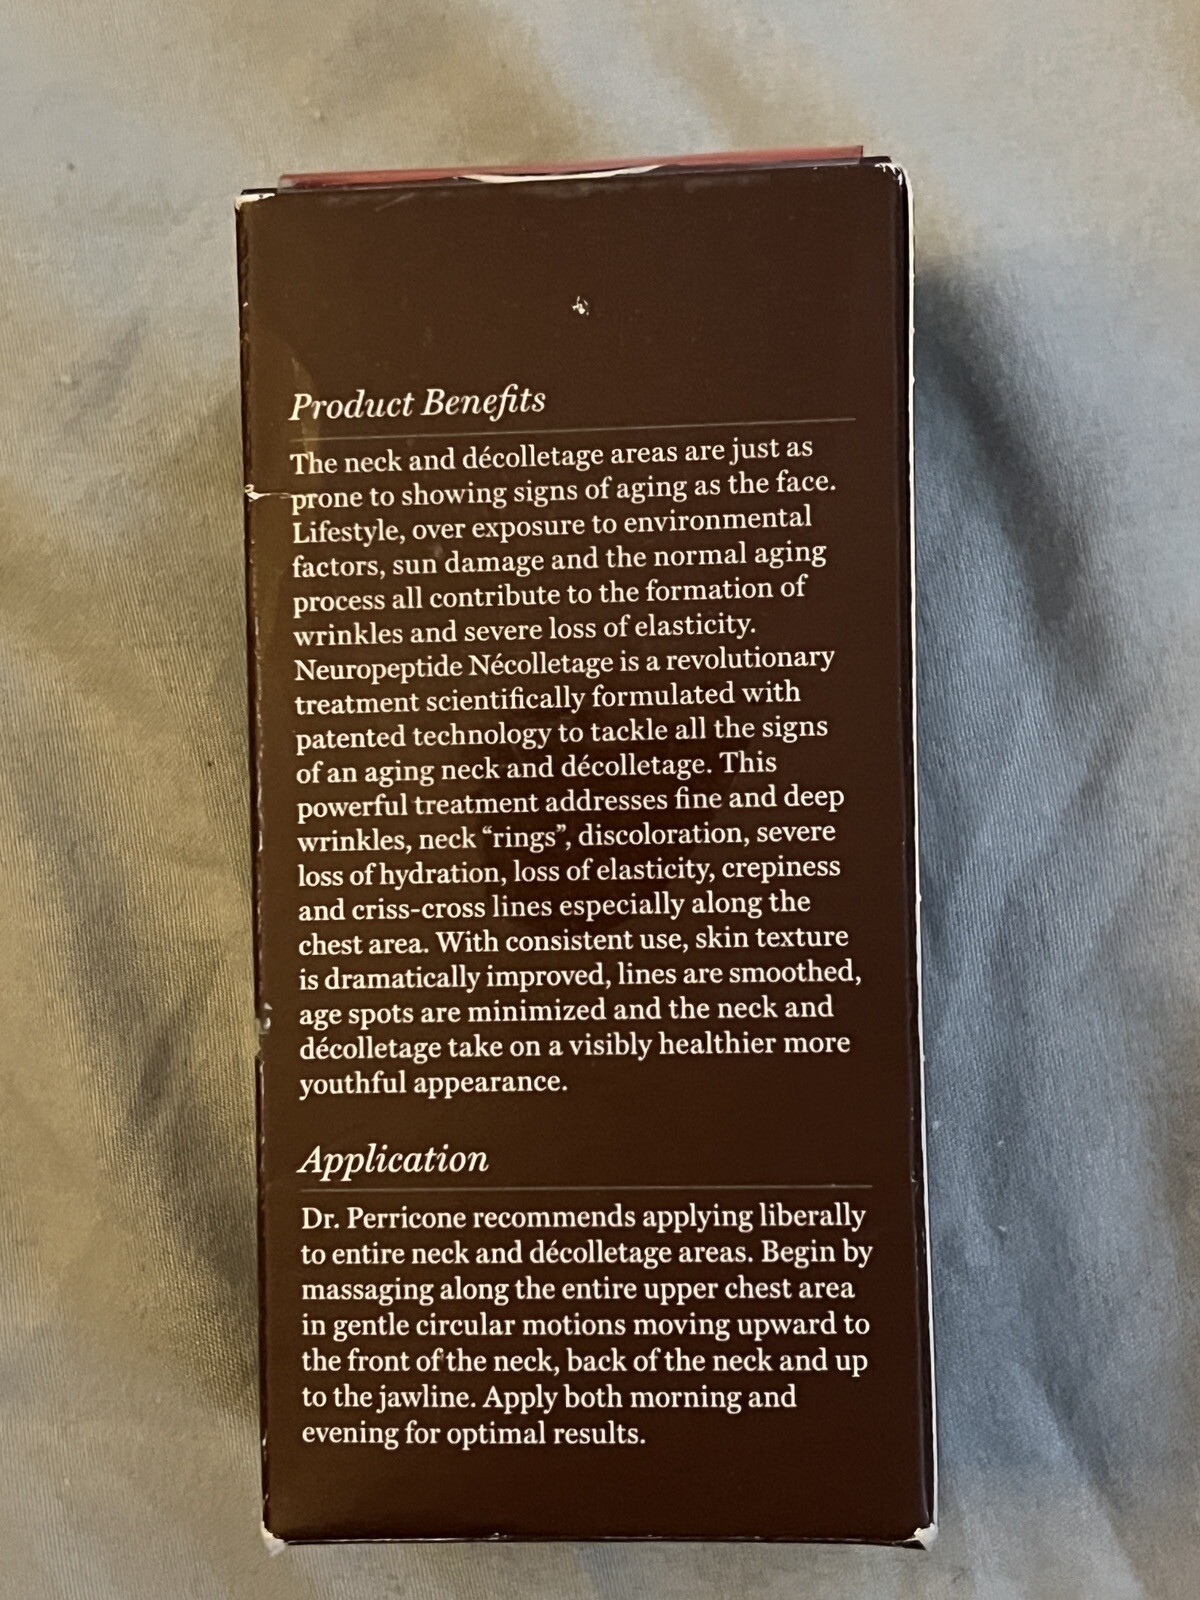 Product Benefits
The neck and décolletage areas are just as
prone to showing signs of aging as the face.
Lifestyle, over exposure to environmental
factors, sun damage and the normal aging
process all contribute to the formation of
wrinkles and severe loss of elasticity.
Neuropeptide Nécolletage is a revolutionary
treatment scientifically formulated with
patented technology to tackle all the signs
of an aging neck and décolletage. This
powerful treatment addresses fine and deep
wrinkles, neck “rings”, discoloration, severe
loss of hydration, loss of elasticity, crepiness
and criss-cross lines especially along the
chest area. With consistent use, skin texture
is dramatically improved, lines are smoothed,
age spots are minimized and the neck and
décolletage take on a visibly healthier more
youthful appearance.
Application
Dr. Perricone recommends applying liberally
to entire neck and décolletage areas. Begin by
massaging along the entire upper chest area
in gentle circular motions moving upward to
the front of the neck, back of the neck and up
to the jawline. Apply both morning and
evening for optimal results.